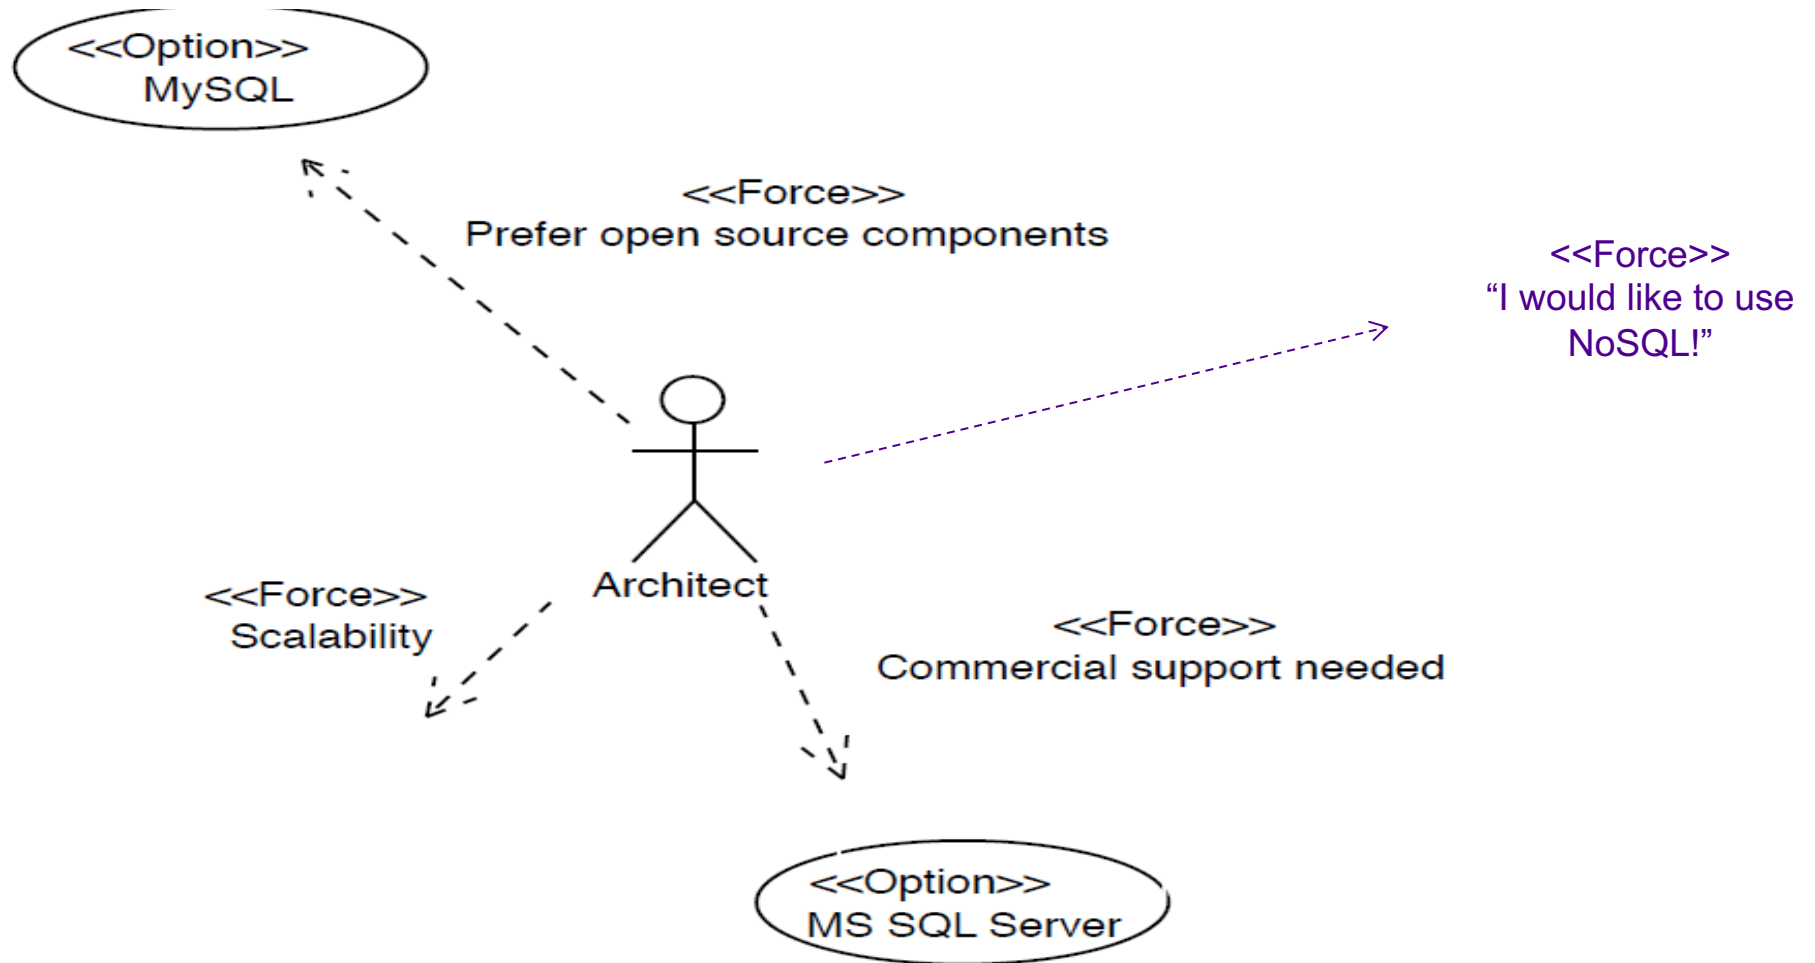 <<Option>>
MySQL
<<Force>>
Prefer open source components
<<Force>>
“I would like to use
NoSQL!”
Architect
<<Force>>
Scalability
<<Force>>
Commercial support needed
<<Option>>
MS SQL Server